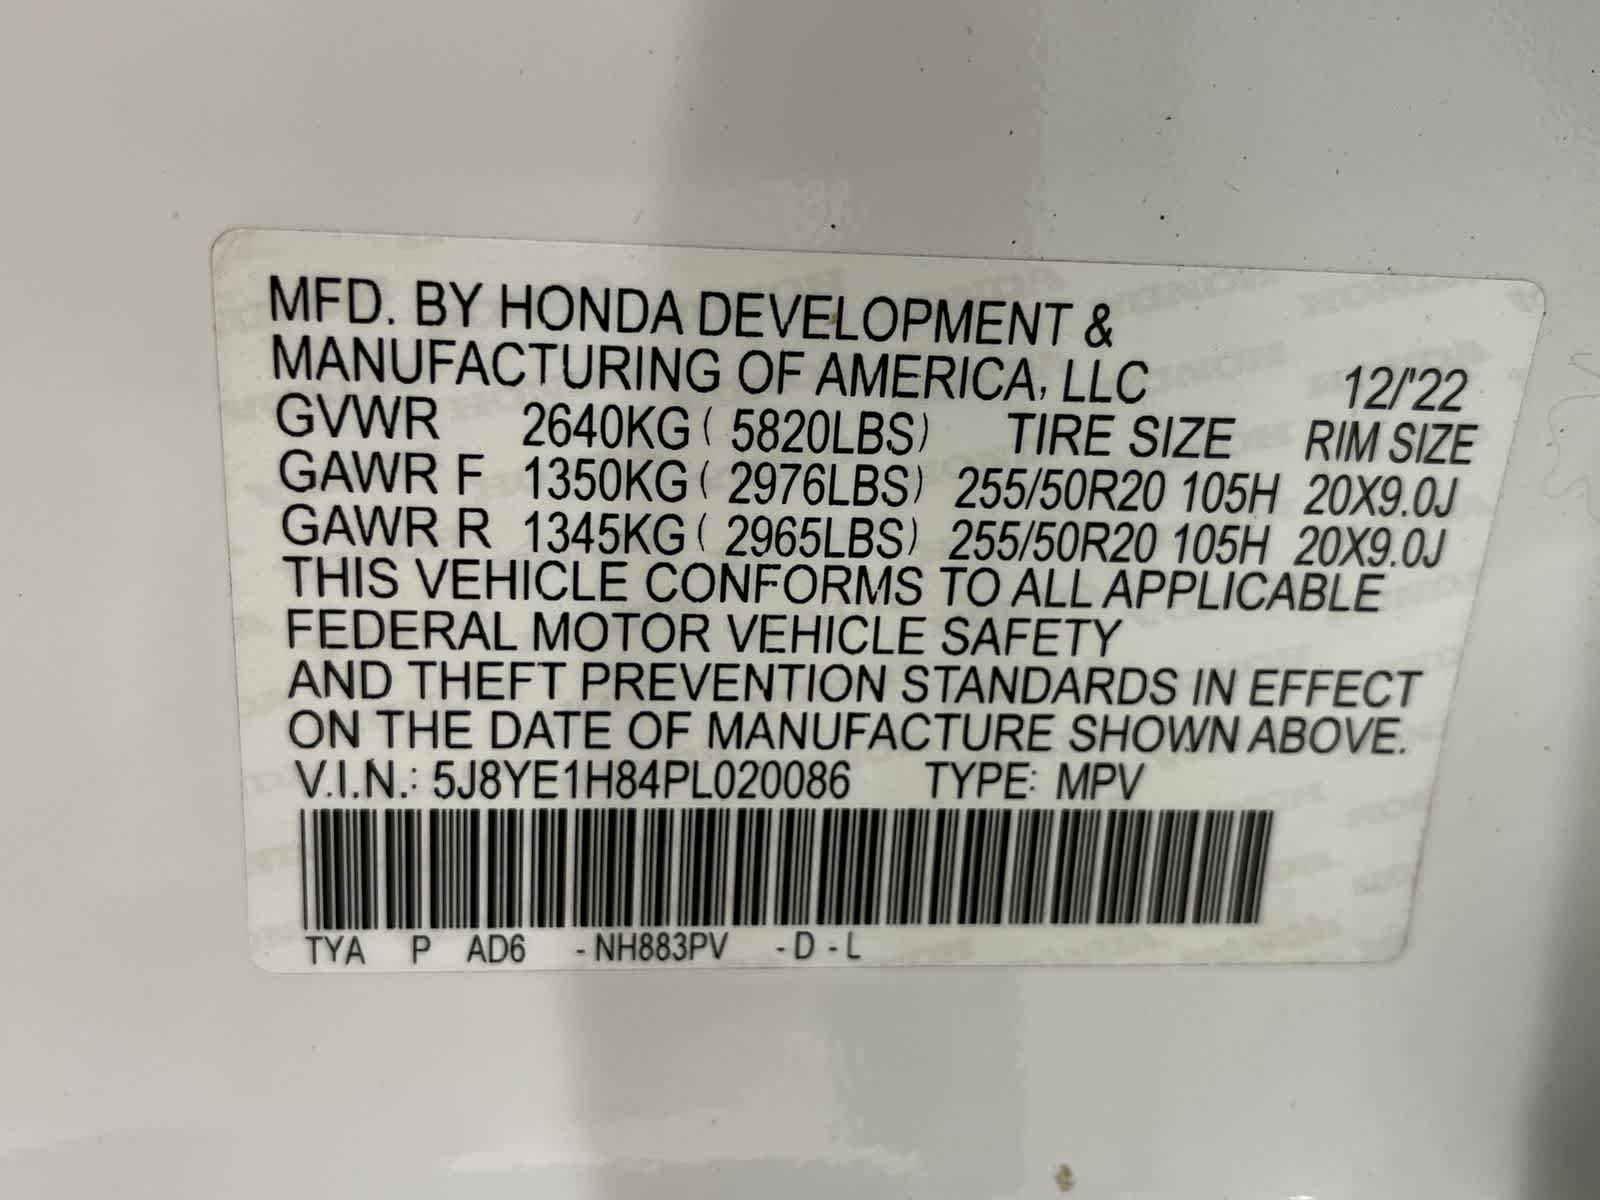 MFD. BY HONDA DEVELOPMENT &
MANUFACTURING OF AMERICA, LLC 12/'22
GVWR 2640KG ( 5820LBS) TIRE SIZE RIM SIZE
GAWR F 1350KG ( 2976LBS) 255/50R20 105H 20X9.0J
GAWR R 1345KG ( 2965LBS) 255/50R20 105H 20X9.0J
THIS VEHICLE CONFORMS TO ALL APPLICABLE
FEDERAL MOTOR VEHICLE SAFETY
AND THEFT PREVENTION STANDARDS IN EFFECT
ON THE DATE OF MANUFACTURE SHOWN ABOVE.
V.I.N.: 5J8YE1H84PL020086 TYPE: MPV
TYA P AD6 -NH883PV -D -L